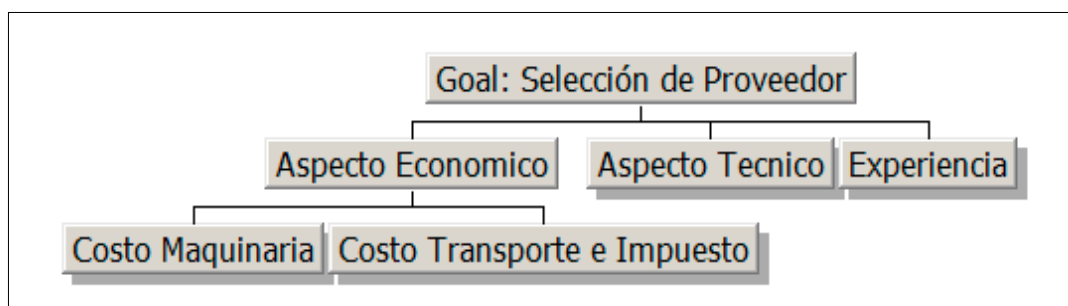 Goal: Selección de Proveedor
Aspecto Economico
Aspecto Tecnico
Experiencia
Costo Maquinaria
Costo Transporte e Impuesto